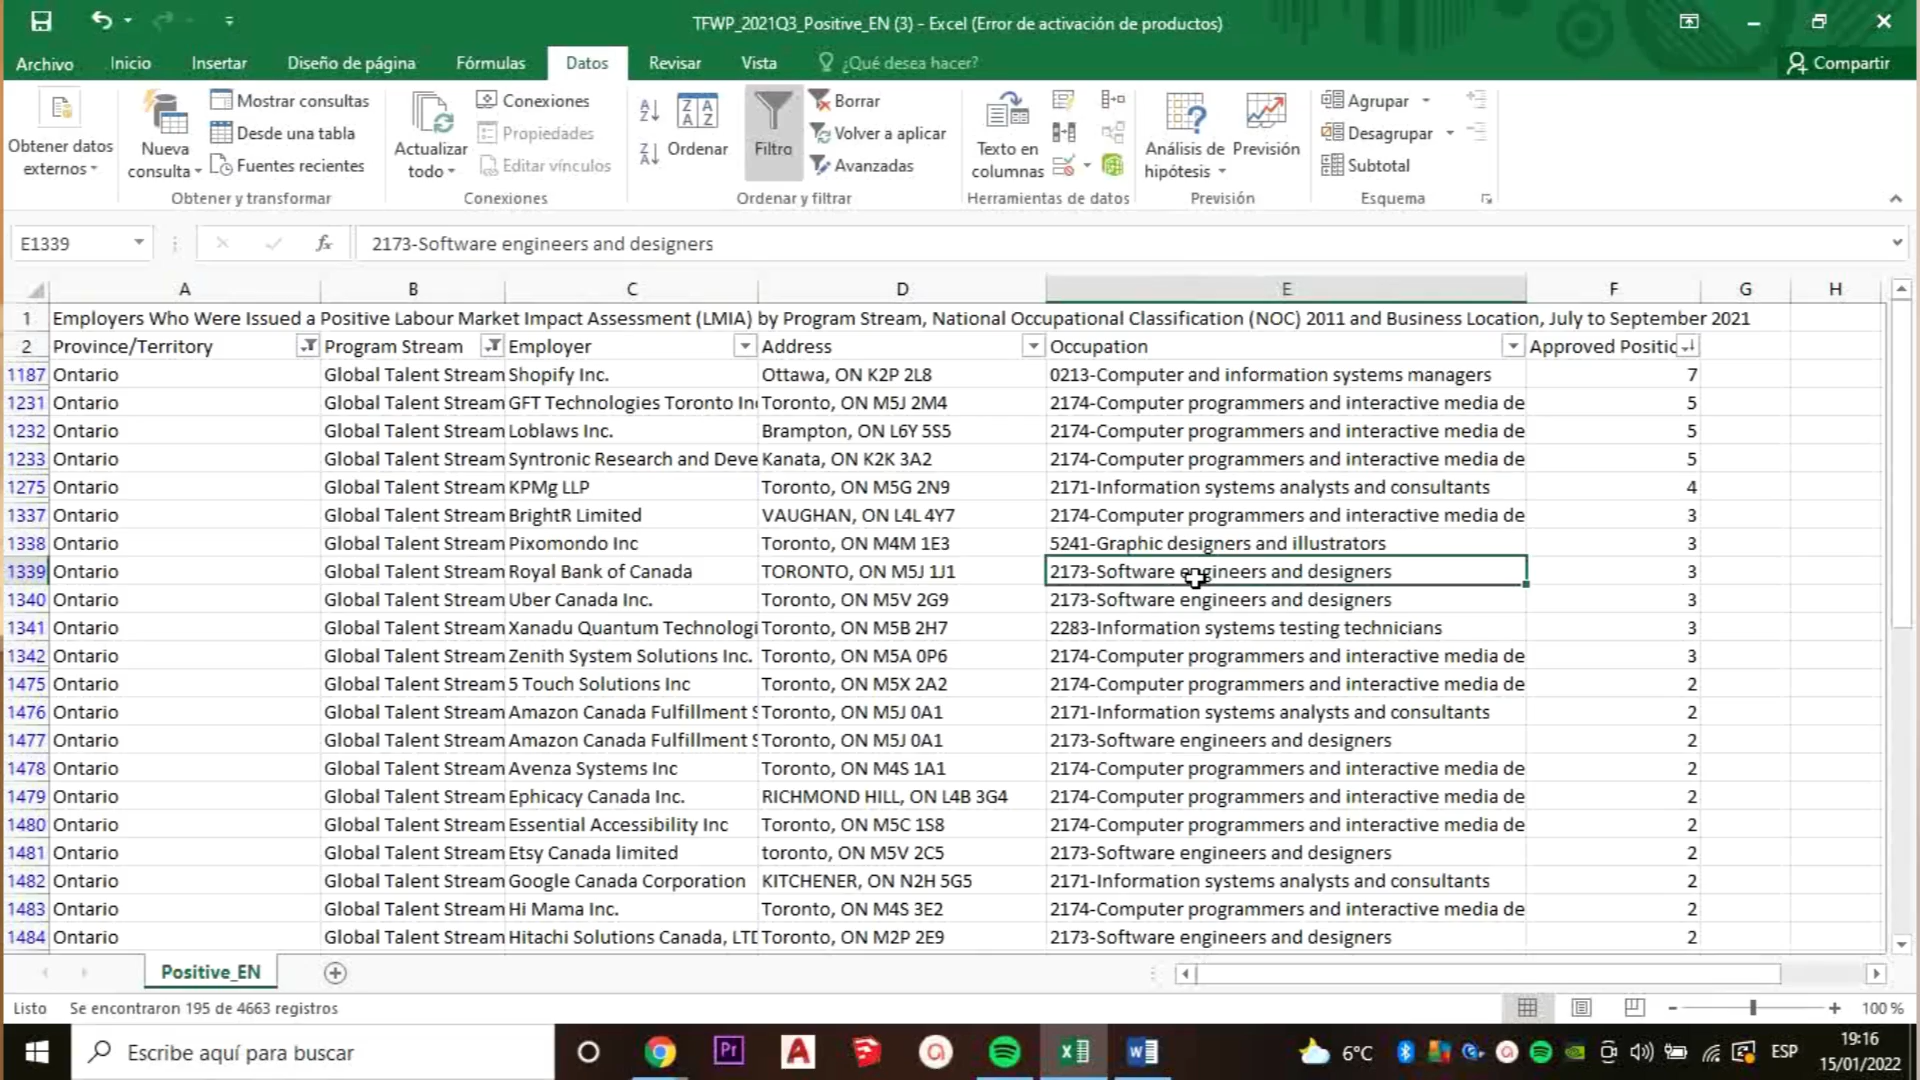 TFWP_2021Q3_Positive_EN (3) - Excel (Error de activación de productos)
Archivo Inicio Insertar Diseño de página Fórmulas Datos Revisar Vista ¿Qué desea hacer? Compartir
Obtener datos externos
Nueva consulta
Mostrar consultas
Desde una tabla
Fuentes recientes
Obtener y transformar
Actualizar todo
Conexiones
Propiedades
Editar vínculos
Conexiones
Ordenar
Filtro
Borrar
Volver a aplicar
Avanzadas
Ordenar y filtrar
Texto en columnas
Herramientas de datos
Análisis de hipótesis
Previsión
Previsión
Agrupar
Desagrupar
Subtotal
Esquema
E1339 fx 2173-Software engineers and designers
A B C D E F G H
1 Employers Who Were Issued a Positive Labour Market Impact Assessment (LMIA) by Program Stream, National Occupational Classification (NOC) 2011 and Business Location, July to September 2021
2 Province/Territory Program Stream Employer Address Occupation Approved Positic
1187 Ontario Global Talent Stream Shopify Inc. Ottawa, ON K2P 2L8 0213-Computer and information systems managers 7
1231 Ontario Global Talent Stream GFT Technologies Toronto In Toronto, ON M5J 2M4 2174-Computer programmers and interactive media de 5
1232 Ontario Global Talent Stream Loblaws Inc. Brampton, ON L6Y 5S5 2174-Computer programmers and interactive media de 5
1233 Ontario Global Talent Stream Syntronic Research and Deve Kanata, ON K2K 3A2 2174-Computer programmers and interactive media de 5
1275 Ontario Global Talent Stream KPMg LLP Toronto, ON M5G 2N9 2171-Information systems analysts and consultants 4
1337 Ontario Global Talent Stream BrightR Limited VAUGHAN, ON L4L 4Y7 2174-Computer programmers and interactive media de 3
1338 Ontario Global Talent Stream Pixomondo Inc Toronto, ON M4M 1E3 5241-Graphic designers and illustrators 3
1339 Ontario Global Talent Stream Royal Bank of Canada TORONTO, ON M5J 1J1 2173-Software engineers and designers 3
1340 Ontario Global Talent Stream Uber Canada Inc. Toronto, ON M5V 2G9 2173-Software engineers and designers 3
1341 Ontario Global Talent Stream Xanadu Quantum Technologi Toronto, ON M5B 2H7 2283-Information systems testing technicians 3
1342 Ontario Global Talent Stream Zenith System Solutions Inc. Toronto, ON M5A 0P6 2174-Computer programmers and interactive media de 3
1475 Ontario Global Talent Stream 5 Touch Solutions Inc Toronto, ON M5X 2A2 2174-Computer programmers and interactive media de 2
1476 Ontario Global Talent Stream Amazon Canada Fulfillment S Toronto, ON M5J 0A1 2171-Information systems analysts and consultants 2
1477 Ontario Global Talent Stream Amazon Canada Fulfillment S Toronto, ON M5J 0A1 2173-Software engineers and designers 2
1478 Ontario Global Talent Stream Avenza Systems Inc Toronto, ON M4S 1A1 2174-Computer programmers and interactive media de 2
1479 Ontario Global Talent Stream Ephicacy Canada Inc. RICHMOND HILL, ON L4B 3G4 2174-Computer programmers and interactive media de 2
1480 Ontario Global Talent Stream Essential Accessibility Inc Toronto, ON M5C 1S8 2174-Computer programmers and interactive media de 2
1481 Ontario Global Talent Stream Etsy Canada limited toronto, ON M5V 2C5 2173-Software engineers and designers 2
1482 Ontario Global Talent Stream Google Canada Corporation KITCHENER, ON N2H 5G5 2171-Information systems analysts and consultants 2
1483 Ontario Global Talent Stream Hi Mama Inc. Toronto, ON M4S 3E2 2174-Computer programmers and interactive media de 2
1484 Ontario Global Talent Stream Hitachi Solutions Canada, LTD Toronto, ON M2P 2E9 2173-Software engineers and designers 2
Positive_EN
Listo Se encontraron 195 de 4663 registros 100 %
Escribe aquí para buscar Pr 6°C ESP 19:16
15/01/2022